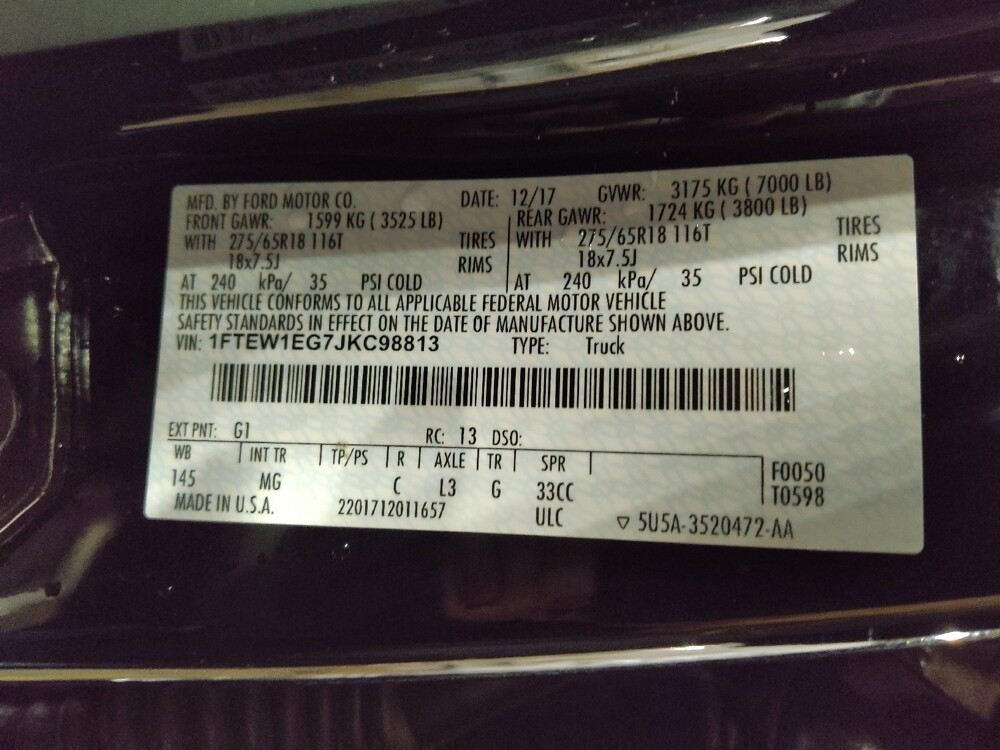 MFD. BY FORD MOTOR CO. DATE: 12/17 GVWR: 3175 KG ( 7000 LB)
FRONT GAWR: 1599 KG ( 3525 LB) REAR GAWR: 1724 KG ( 3800 LB)
WITH 275/65R18 116T TIRES WITH 275/65R18 116T TIRES
18x7.5J RIMS 18x7.5J RIMS
AT 240 kPa/ 35 PSI COLD AT 240 kPa/ 35 PSI COLD
THIS VEHICLE CONFORMS TO ALL APPLICABLE FEDERAL MOTOR VEHICLE
SAFETY STANDARDS IN EFFECT ON THE DATE OF MANUFACTURE SHOWN ABOVE.
VIN: 1FTEW1EG7JKC98813 TYPE: Truck
EXT PNT: G1 RC: 13 DSO:
WB INT TR TP/PS R AXLE TR SPR F0050
145 MG C L3 G 33CC T0598
MADE IN U.S.A. 2201712011657 ULC ▽ 5U5A-3520472-AA